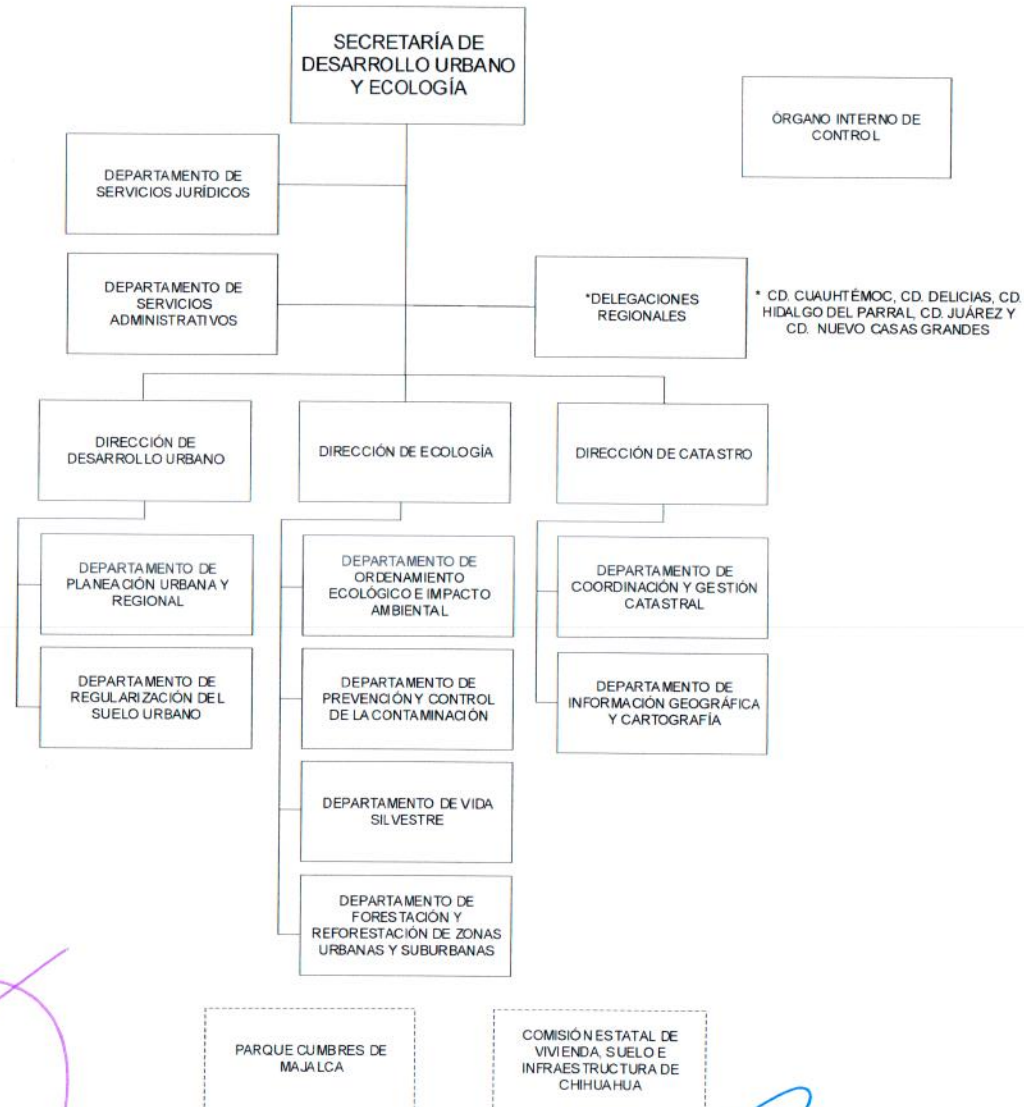 SECRETARÍA DE
DESARROLLO URBANO
Y ECOLOGÍA
ÓRGANO INTERNO DE
CONTROL
DEPARTAMENTO DE
SERVICIOS JURÍDICOS
DEPARTAMENTO DE
SERVICIOS
ADMINISTRATIVOS
*DELEGACIONES
REGIONALES
* CD. CUAUHTÉMOC, CD. DELICIAS, CD.
HIDALGO DEL PARRAL, CD. JUÁREZ Y
CD. NUEVO CASAS GRANDES
DIRECCIÓN DE
DESARROLLO URBANO
DIRECCIÓN DE ECOLOGÍA
DIRECCIÓN DE CATASTRO
DEPARTAMENTO DE
PLANEACIÓN URBANA Y
REGIONAL
DEPARTAMENTO DE
REGULARIZACIÓN DEL
SUELO URBANO
DEPARTAMENTO DE
ORDENAMIENTO
ECOLÓGICO E IMPACTO
AMBIENTAL
DEPARTAMENTO DE
PREVENCIÓN Y CONTROL
DE LA CONTAMINACIÓN
DEPARTAMENTO DE VIDA
SILVESTRE
DEPARTAMENTO DE
FORESTACIÓN Y
REFORESTACIÓN DE ZONAS
URBANAS Y SUBURBANAS
DEPARTAMENTO DE
COORDINACIÓN Y GESTIÓN
CATASTRAL
DEPARTAMENTO DE
INFORMACIÓN GEOGRÁFICA
Y CARTOGRAFÍA
PARQUE CUMBRES DE
MAJALCA
COMISIÓN ESTATAL DE
VIVIENDA, SUELO E
INFRAESTRUCTURA DE
CHIHUAHUA